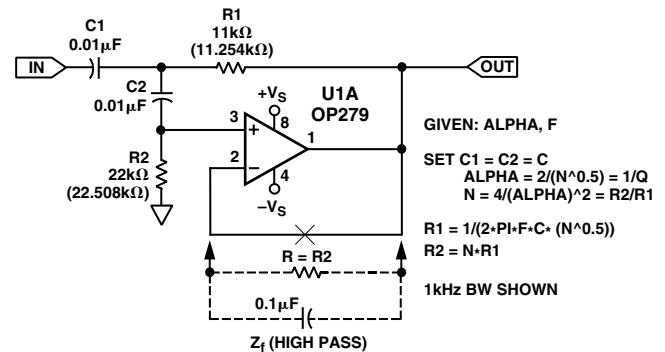 R1
11kΩ
(11.254kΩ)
C1
0.01µF
IN
OUT
C2
0.01µF
+VS
U1A
OP279
3
+
8
1
2
−
4
−VS
R2
22kΩ
(22.508kΩ)
R = R2
0.1µF
Zf (HIGH PASS)
GIVEN: ALPHA, F
SET C1 = C2 = C
ALPHA = 2/(N^0.5) = 1/Q
N = 4/(ALPHA)^2 = R2/R1
R1 = 1/(2*PI*F*C* (N^0.5))
R2 = N*R1
1kHz BW SHOWN